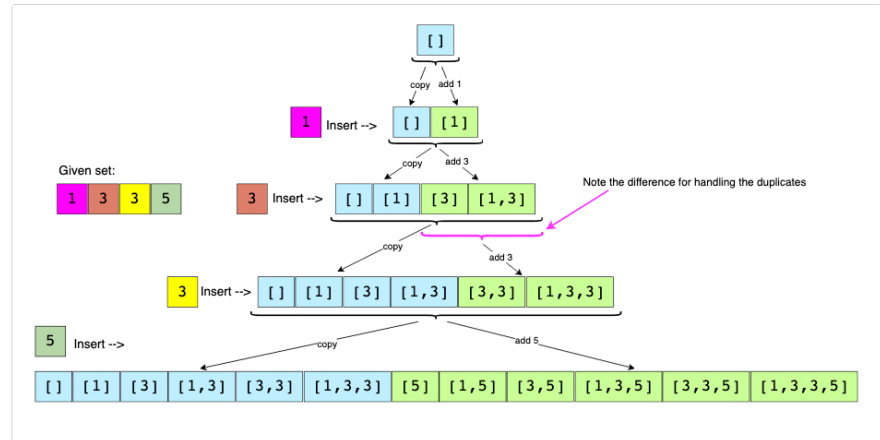 []
copy add 1
1 Insert --> [] [1]
copy add 3
Given set:
1 3 3 5
3 Insert --> [] [1] [3] [1,3]
Note the difference for handling the duplicates
copy add 3
3 Insert --> [] [1] [3] [1,3] [3,3] [1,3,3]
5 Insert -->
copy add 5
[] [1] [3] [1,3] [3,3] [1,3,3] [5] [1,5] [3,5] [1,3,5] [3,3,5] [1,3,3,5]